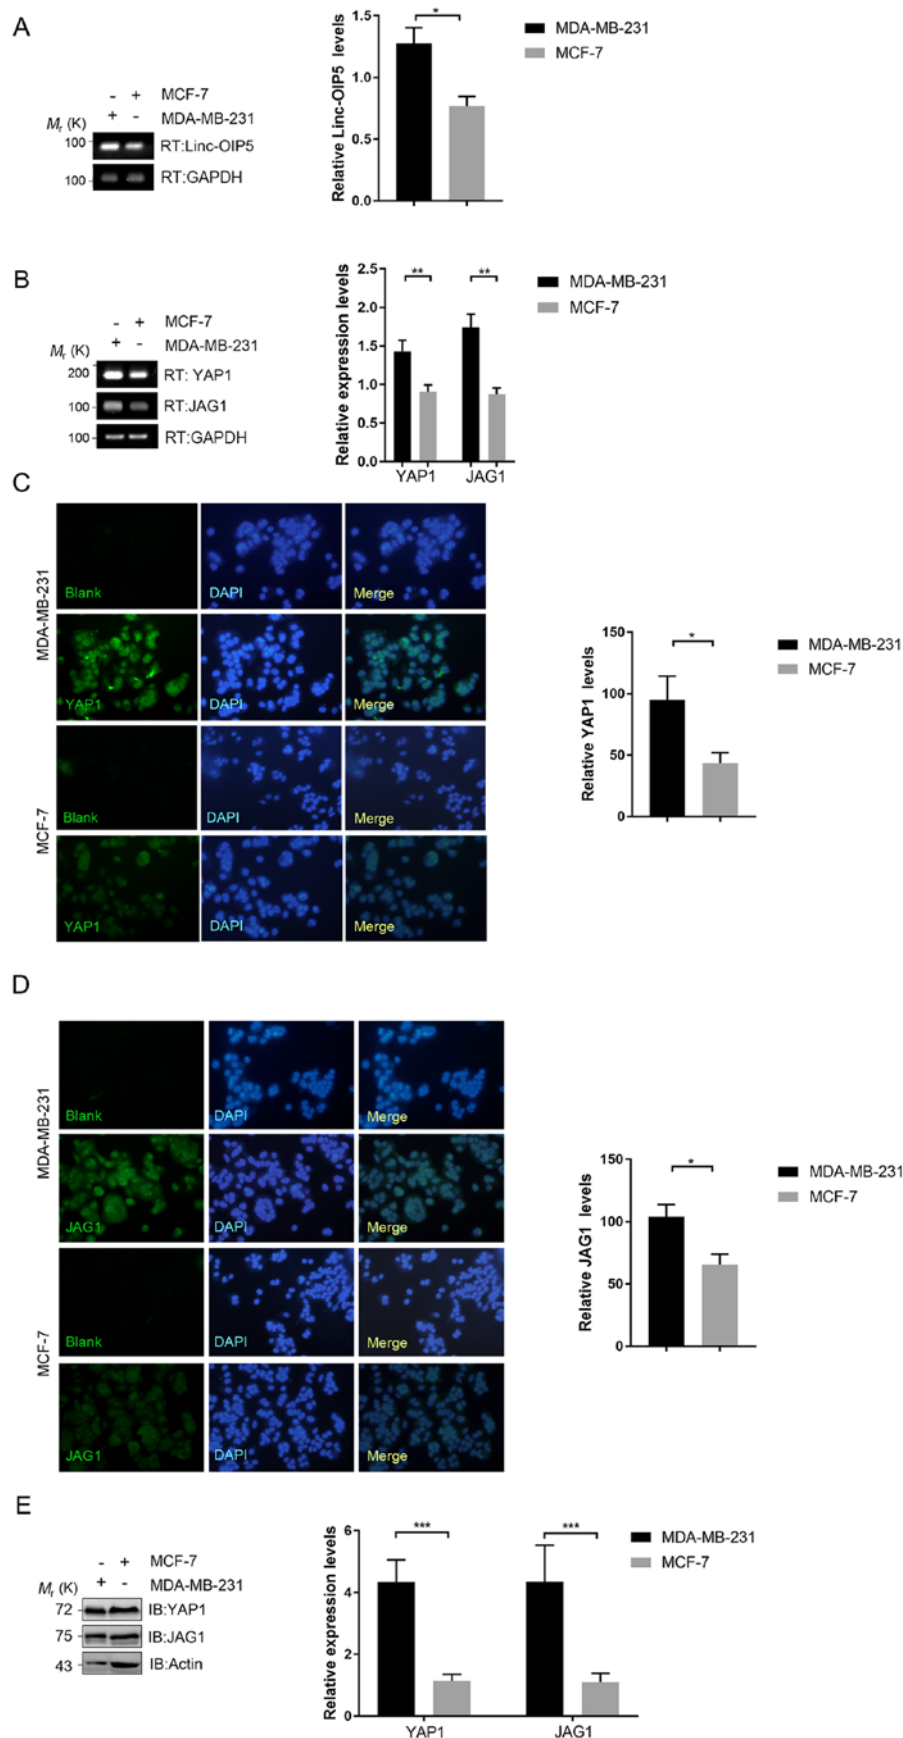 A
- + MCF-7
+ - MDA-MB-231
Mr (K)
100
RT:Linc-OIP5
100
RT:GAPDH
Relative Linc-OIP5 levels
1.5
1.0
0.5
0.0
*
MDA-MB-231
MCF-7
B
- + MCF-7
+ - MDA-MB-231
Mr (K)
200
RT: YAP1
100
RT:JAG1
100
RT:GAPDH
Relative expression levels
2.5
2.0
1.5
1.0
0.5
0.0
** **
YAP1 JAG1
MDA-MB-231
MCF-7
C
MDA-MB-231
Blank DAPI Merge
YAP1 DAPI Merge
MCF-7
Blank DAPI Merge
YAP1 DAPI Merge
Relative YAP1 levels
150
100
50
0
*
MDA-MB-231
MCF-7
D
MDA-MB-231
Blank DAPI Merge
JAG1 DAPI Merge
MCF-7
Blank DAPI Merge
JAG1 DAPI Merge
Relative JAG1 levels
150
100
50
0
*
MDA-MB-231
MCF-7
E
- + MCF-7
+ - MDA-MB-231
Mr (K)
72 IB:YAP1
75 IB:JAG1
43 IB:Actin
Relative expression levels
6
4
2
0
*** ***
YAP1 JAG1
MDA-MB-231
MCF-7